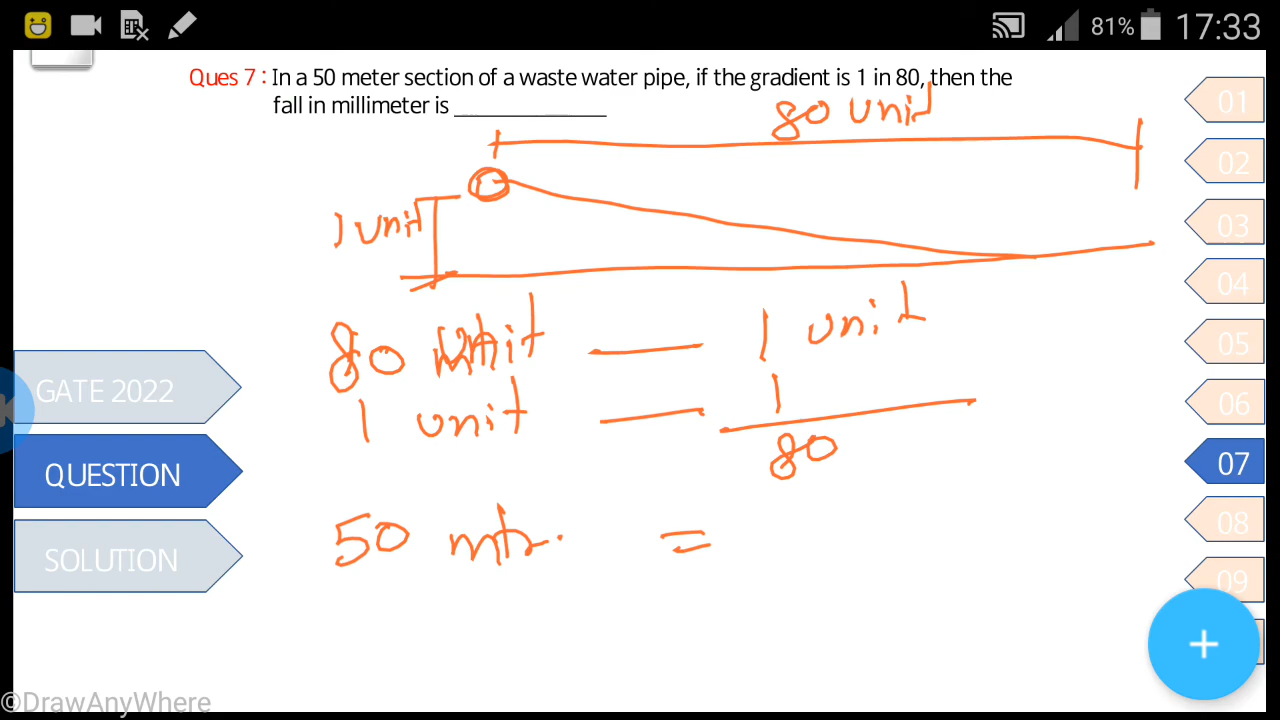 81% 17:33
Ques 7 : In a 50 meter section of a waste water pipe, if the gradient is 1 in 80, then the
fall in millimeter is ____________
80 unit
1 unit
80 unit — 1 unit
1 unit — 1
80
50 mtr. =
GATE 2022
QUESTION
SOLUTION
01
02
03
04
05
06
07
08
09
+
©DrawAnyWhere